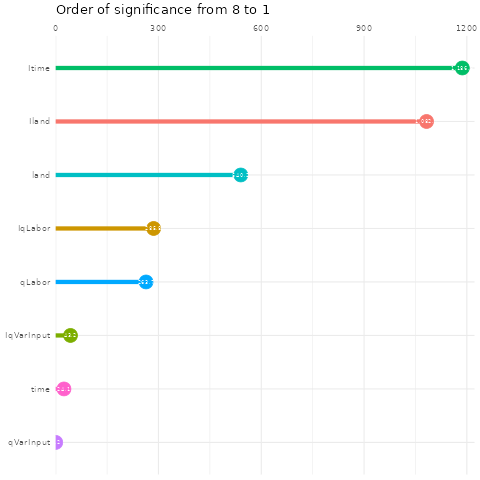 Order of significance from 8 to 1
0 300 600 900 1200
ltime
lland
land
lqLabor
qLabor
lqVarInput
time
qVarInput